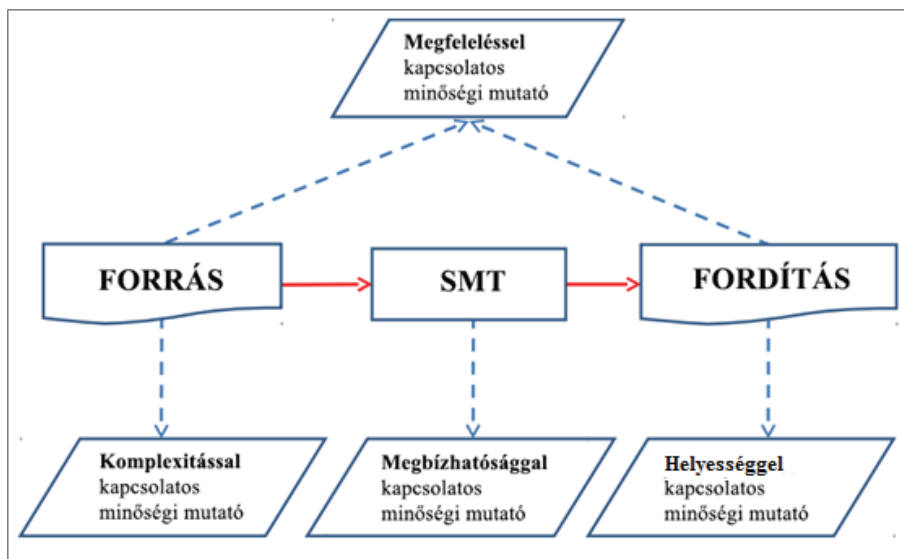 Megfeleléssel
kapcsolatos
minőségi mutató
FORRÁS
SMT
FORDÍTÁS
Komplexitással
kapcsolatos
minőségi mutató
Megbízhatósággal
kapcsolatos
minőségi mutató
Helyességgel
kapcsolatos
minőségi mutató